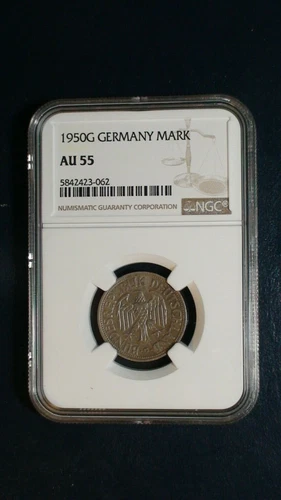 1950G GERMANY MARK
AU 55
5842423-062
NUMISMATIC GUARANTY CORPORATION
NGC®